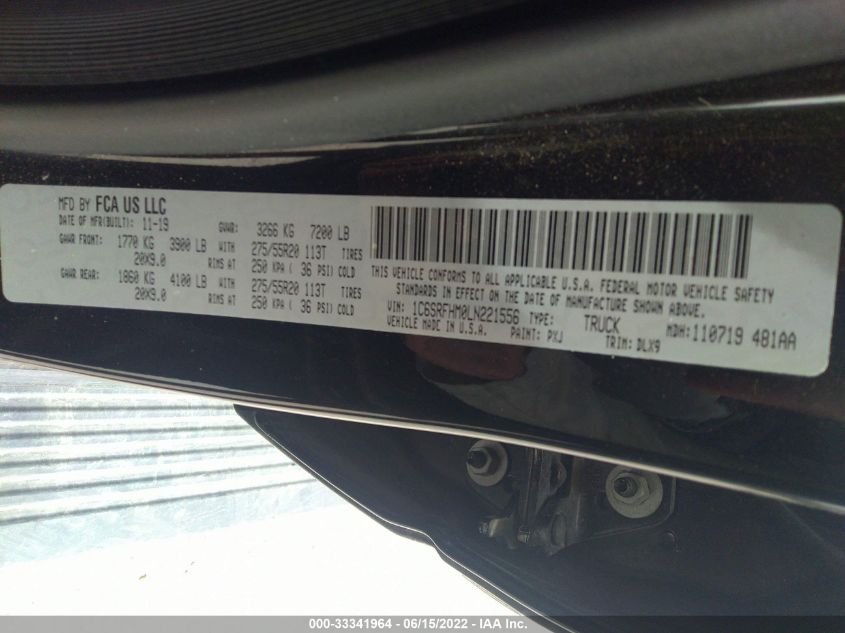 MFD BY FCA US LLC
DATE OF MFR(BUILT): 11-19 GVWR: 3266 KG 7200 LB
GAWR FRONT: 1770 KG 3900 LB WITH 275/55R20 113T TIRES
20X9.0 RIMS AT 250 KPA ( 36 PSI) COLD
GAWR REAR: 1860 KG 4100 LB WITH 275/55R20 113T TIRES
20X9.0 RIMS AT 250 KPA ( 36 PSI) COLD
THIS VEHICLE CONFORMS TO ALL APPLICABLE U.S.A. FEDERAL MOTOR VEHICLE SAFETY
STANDARDS IN EFFECT ON THE DATE OF MANUFACTURE SHOWN ABOVE.
VIN: 1C6SRFHM0LN221556 TYPE: TRUCK MDH: 110719 481AA
VEHICLE MADE IN U.S.A. PAINT: PXJ TRIM: DLX9
000-33341964 - 06/15/2022 - IAA Inc.